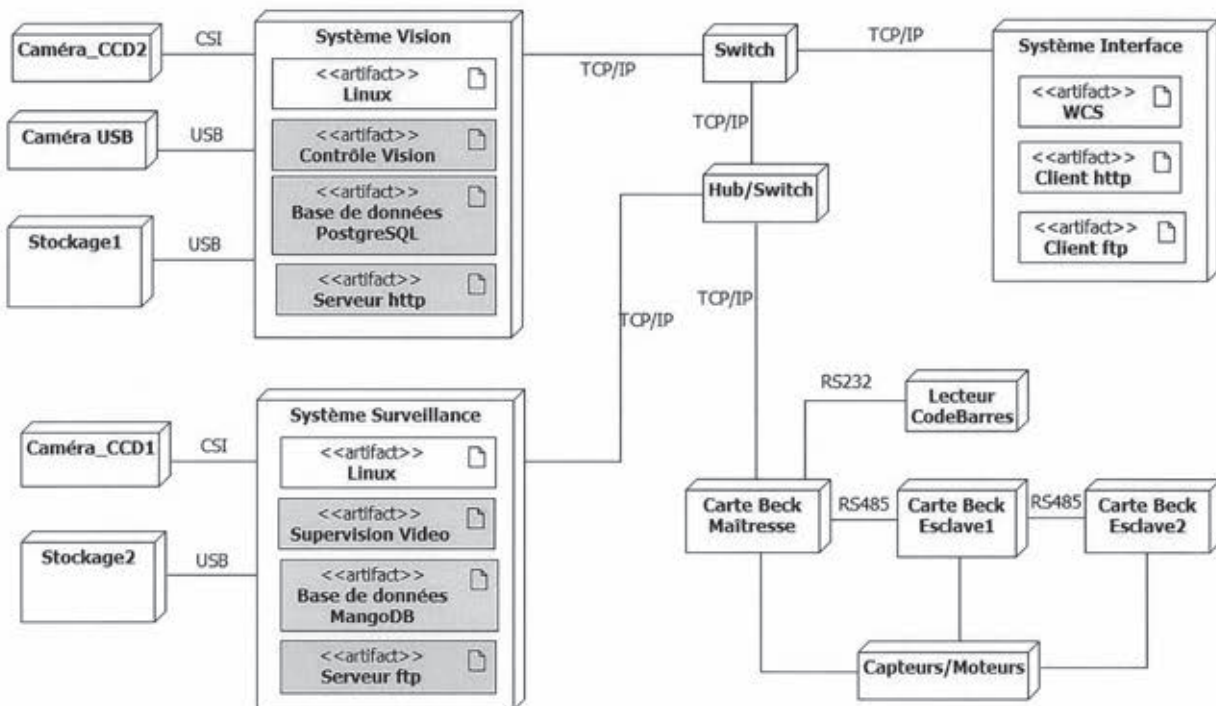 Caméra_CCD2
CSI
Caméra USB
USB
Stockage1
USB
Système Vision
<<artifact>>
Linux
<<artifact>>
Contrôle Vision
<<artifact>>
Base de données
PostgreSQL
<<artifact>>
Serveur http
TCP/IP
Switch
TCP/IP
Système Interface
<<artifact>>
WCS
<<artifact>>
Client http
<<artifact>>
Client ftp
TCP/IP
Hub/Switch
TCP/IP
TCP/IP
Caméra_CCD1
CSI
Stockage2
USB
Système Surveillance
<<artifact>>
Linux
<<artifact>>
Supervision Video
<<artifact>>
Base de données
MangoDB
<<artifact>>
Serveur ftp
RS232
Lecteur
CodeBarres
Carte Beck
Maîtresse
RS485
Carte Beck
Esclave1
RS485
Carte Beck
Esclave2
Capteurs/Moteurs